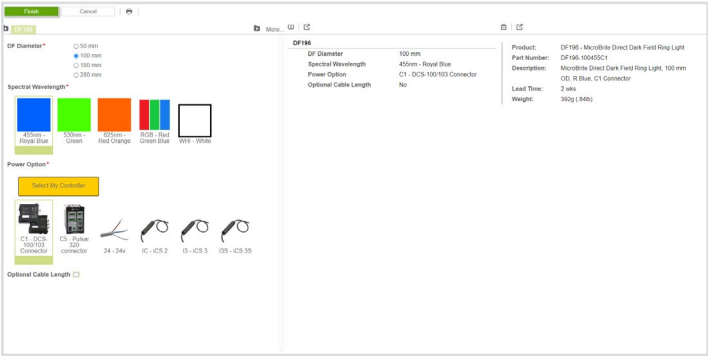 Finish
Cancel
DF196
More...
DF Diameter*
50 mm
100 mm
180 mm
280 mm
Spectral Wavelength*
455nm - Royal Blue
530nm - Green
625nm - Red Orange
RGB - Red Green Blue
WHI - White
Power Option*
Select My Controller
C1 - DCS-100/103 Connector
C5 - Pulsar 320 connector
24 - 24v
IC - iCS 2
I3 - iCS 3
I3S - iCS 3S
Optional Cable Length
DF196
DF Diameter 100 mm
Spectral Wavelength 455nm - Royal Blue
Power Option C1 - DCS-100/103 Connector
Optional Cable Length No
Product: DF196 - MicroBrite Direct Dark Field Ring Light
Part Number: DF196-100455C1
Description: MicroBrite Direct Dark Field Ring Light, 100 mm
OD, R Blue, C1 Connector
Lead Time: 2 wks
Weight: 392g (.84lb)